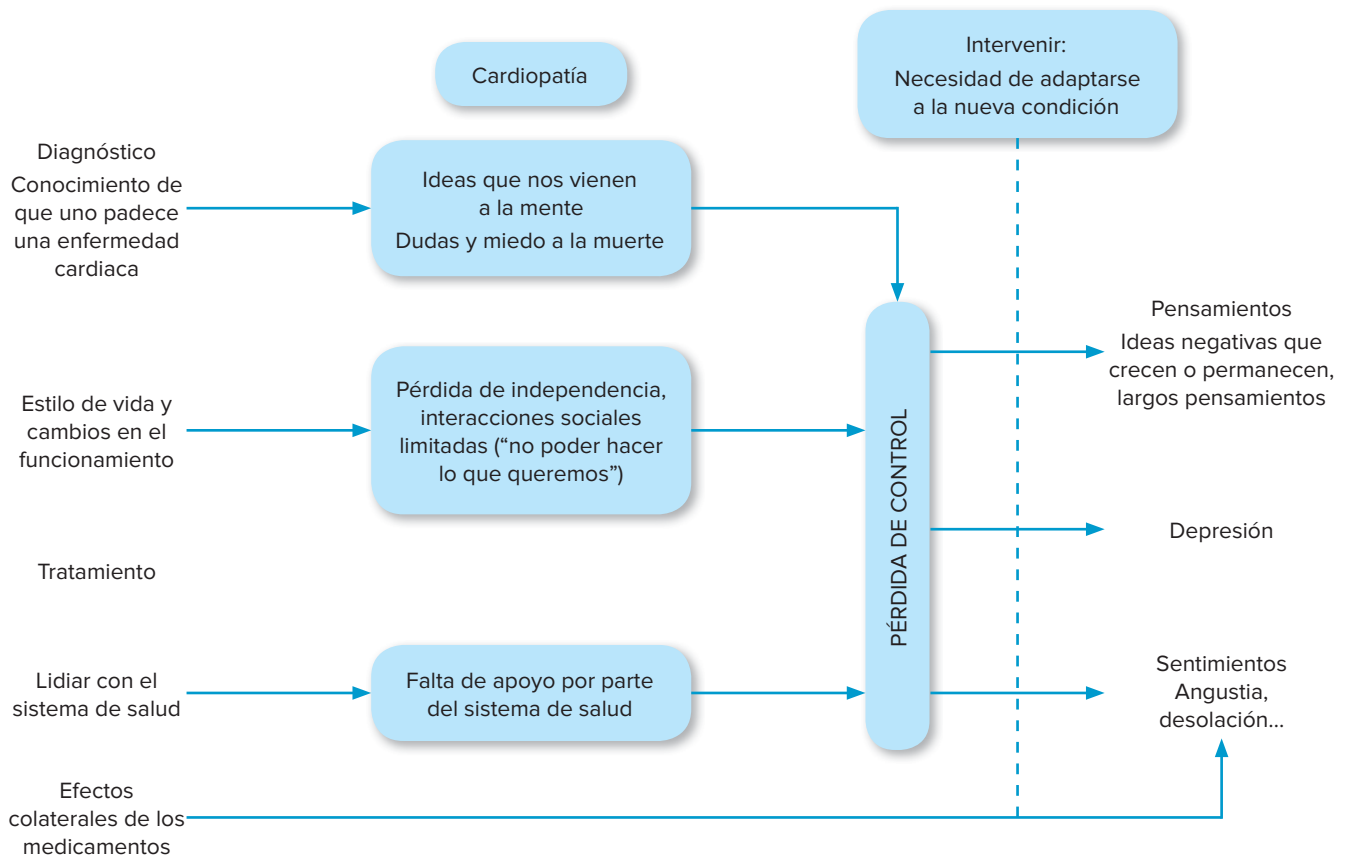 Cardiopatía
Intervenir:
Necesidad de adaptarse
a la nueva condición
Diagnóstico
Conocimiento de
que uno padece
una enfermedad
cardiaca
Ideas que nos vienen
a la mente
Dudas y miedo a la muerte
Estilo de vida y
cambios en el
funcionamiento
Pérdida de independencia,
interacciones sociales
limitadas (“no poder hacer
lo que queremos”)
PÉRDIDA DE CONTROL
Pensamientos
Ideas negativas que
crecen o permanecen,
largos pensamientos
Depresión
Tratamiento
Lidiar con el
sistema de salud
Falta de apoyo por parte
del sistema de salud
Sentimientos
Angustia,
desolación...
Efectos
colaterales de los
medicamentos